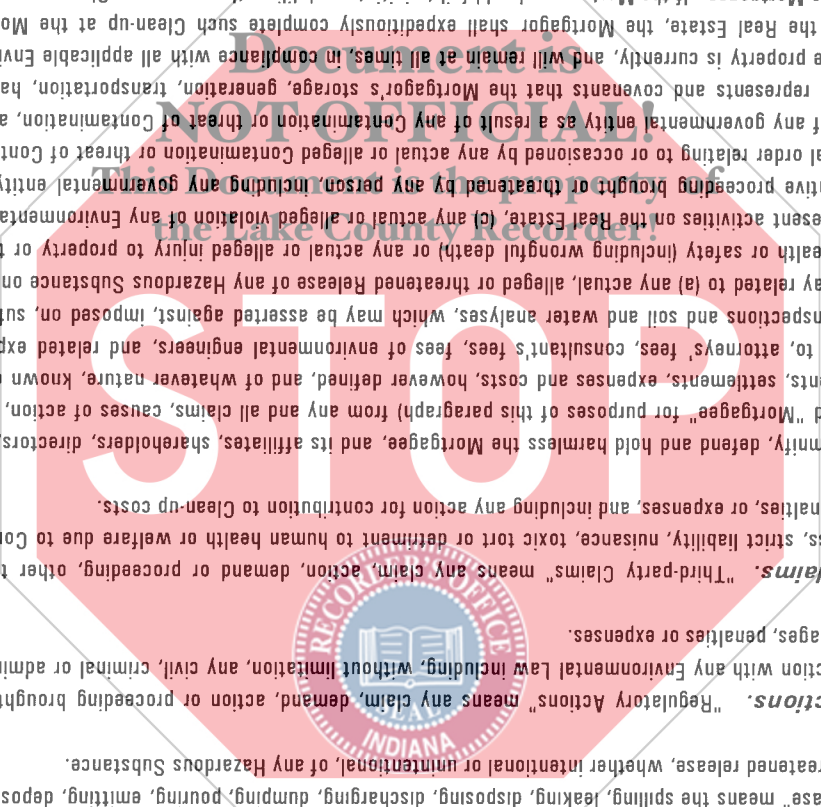 ase" means the spilling, leaking, disposing, discharging, dumping, pouring, emitting, depos
reatened release, whether intentional or unintentional, of any Hazardous Substance.
ctions. "Regulatory Actions" means any claim, demand, action or proceeding brought
ction with any Environmental Law including, without limitation, any civil, criminal or admin
ages, penalties or expenses.
laims. "Third-party Claims" means any claim, action, demand or proceeding, other t
ss, strict liability, nuisance, toxic tort or detriment to human health or welfare due to Con
nalties, or expenses, and including any action for contribution to Clean-up costs.
mnify, defend and hold harmless the Mortgagee, and its affiliates, shareholders, directors,
d "Mortgagee" for purposes of this paragraph) from any and all claims, causes of action,
nts, settlements, expenses and costs, however defined, and of whatever nature, known
to, attorneys' fees, consultant's fees, fees of environmental engineers, and related exp
nspections and soil and water analyses, which may be asserted against, imposed on, suf
ay related to (a) any actual, alleged or threatened Release of any Hazardous Substance on
ealth or safety (including wrongful death) or any actual or alleged injury to property or t
esent activities on the Real Estate, (c) any actual or alleged violation of any Environmenta
tive proceeding brought or threatened by any person, including any governmental entity
al order relating to or occasioned by any actual or alleged Contamination or threat of Cont
f any governmental entity as a result of any Contamination or threat of Contamination, a
represents and covenants that the Mortgagor's storage, generation, transportation, ha
e property is currently, and will remain at all times, in compliance with all applicable Envi
the Real Estate, the Mortgagor shall expeditiously complete such Clean-up at the Mo
Document is
NOT OFFICIAL!
This Document is the property of
the Lake County Recorder!
STOP
RECORDER'S OFFICE
SEAL
INDIANA